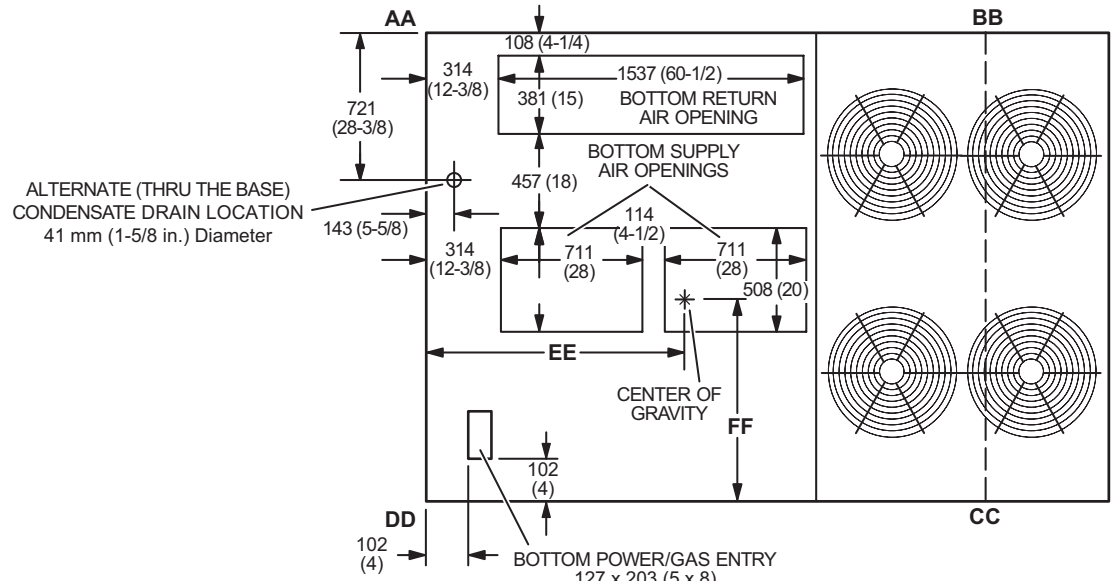 AA
BB
108 (4-1/4)
314
(12-3/8)
1537 (60-1/2)
721
(28-3/8)
381 (15)
BOTTOM RETURN
AIR OPENING
BOTTOM SUPPLY
AIR OPENINGS
457 (18)
ALTERNATE (THRU THE BASE)
CONDENSATE DRAIN LOCATION
41 mm (1-5/8 in.) Diameter
143 (5-5/8)
114
(4-1/2)
314
(12-3/8)
711
(28)
711
(28)
508 (20)
EE
CENTER OF
GRAVITY
FF
102
(4)
DD
CC
102
(4)
BOTTOM POWER/GAS ENTRY
127 x 203 (5 x 8)